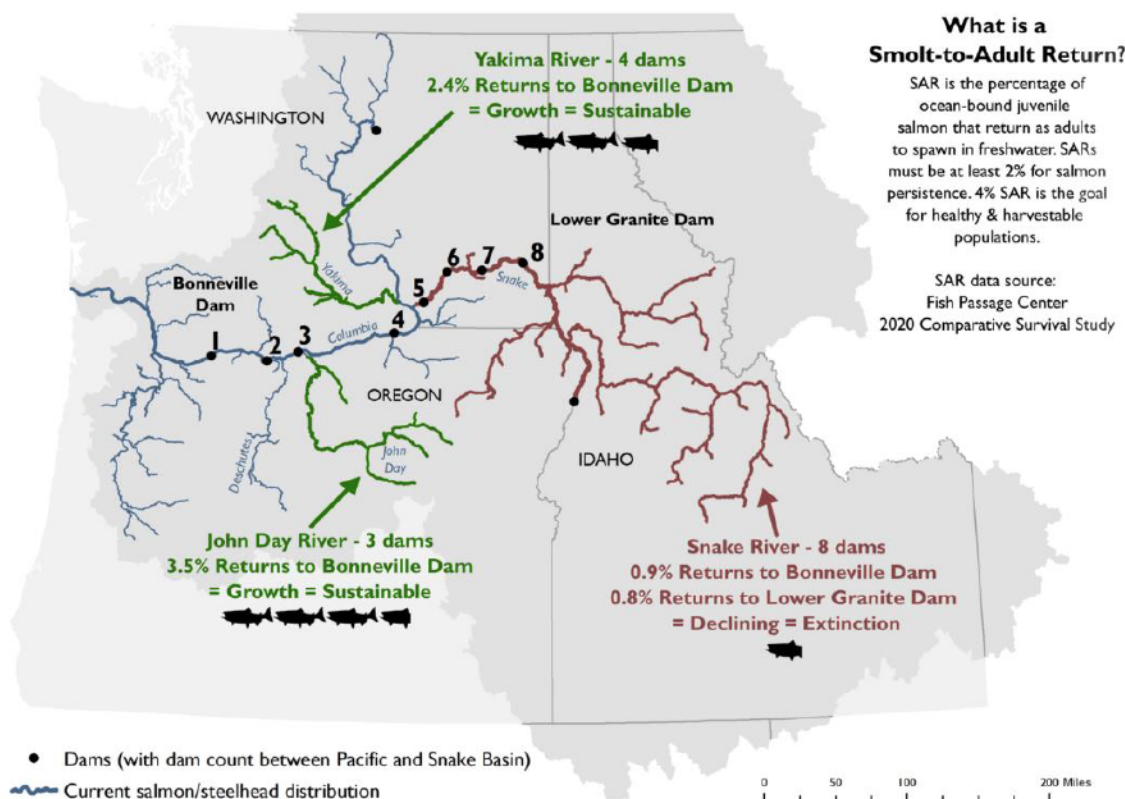 What is a
Smolt-to-Adult Return?
SAR is the percentage of
ocean-bound juvenile
salmon that return as adults
to spawn in freshwater. SARs
must be at least 2% for salmon
persistence. 4% SAR is the goal
for healthy & harvestable
populations.
SAR data source:
Fish Passage Center
2020 Comparative Survival Study
Yakima River - 4 dams
2.4% Returns to Bonneville Dam
= Growth = Sustainable
WASHINGTON
Lower Granite Dam
Yakima
Bonneville
Dam
1
2
3
4
5
6
7
8
Snake
Columbia
OREGON
Deschutes
John
Day
IDAHO
John Day River - 3 dams
3.5% Returns to Bonneville Dam
= Growth = Sustainable
Snake River - 8 dams
0.9% Returns to Bonneville Dam
0.8% Returns to Lower Granite Dam
= Declining = Extinction
Dams (with dam count between Pacific and Snake Basin)
Current salmon/steelhead distribution
0 50 100 200 Miles